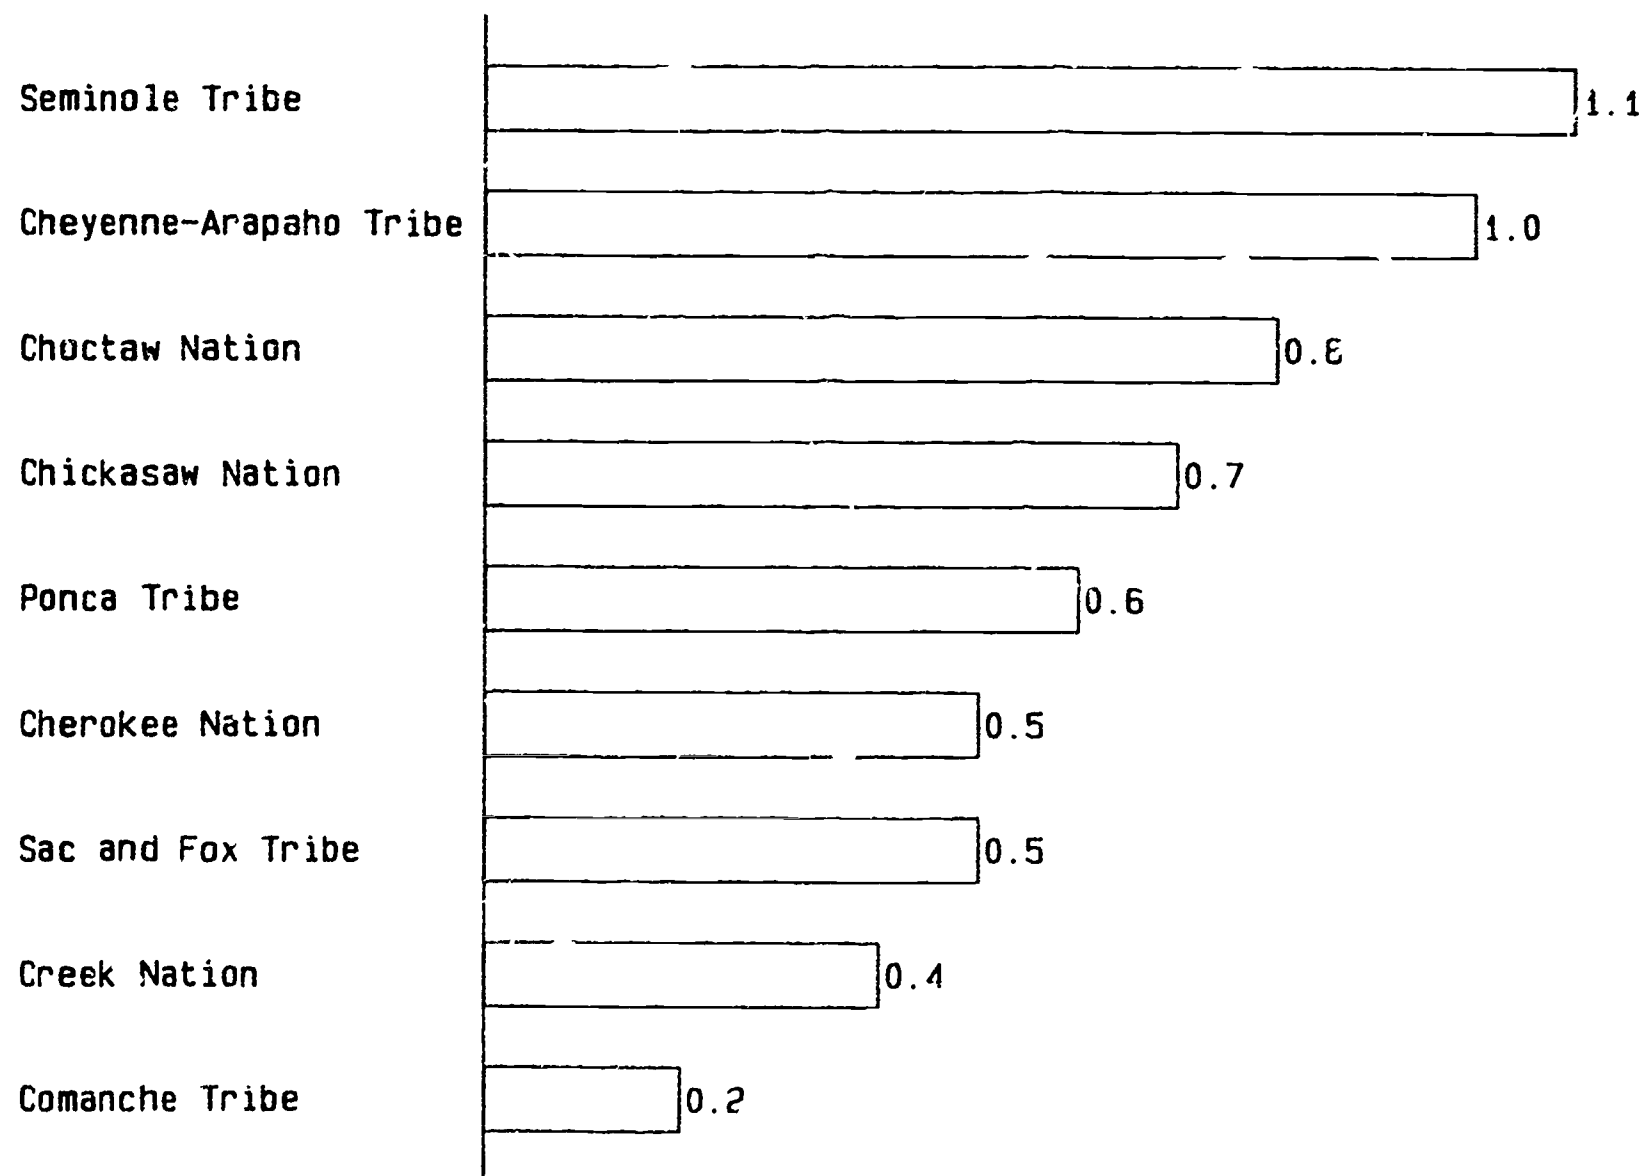 Seminole Tribe 1.1
Cheyenne-Arapaho Tribe 1.0
Choctaw Nation 0.8
Chickasaw Nation 0.7
Ponca Tribe 0.6
Cherokee Nation 0.5
Sac and Fox Tribe 0.5
Creek Nation 0.4
Comanche Tribe 0.2